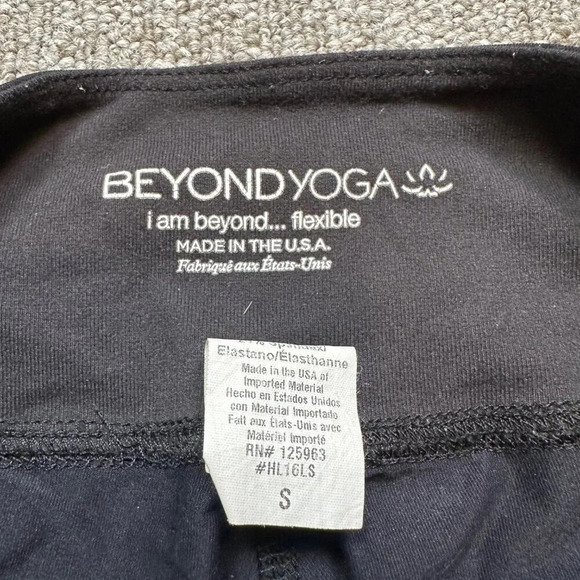 BEYOND YOGA
i am beyond... flexible
MADE IN THE U.S.A.
Fabriqué aux États-Unis
Elastano/Élasthanne
Made in the USA of
Imported Material
Hecho en Estados Unidos
con Material Importado
Fait aux États-Unis avec
Matériel Importé
RN# 125963
#HL16LS
S